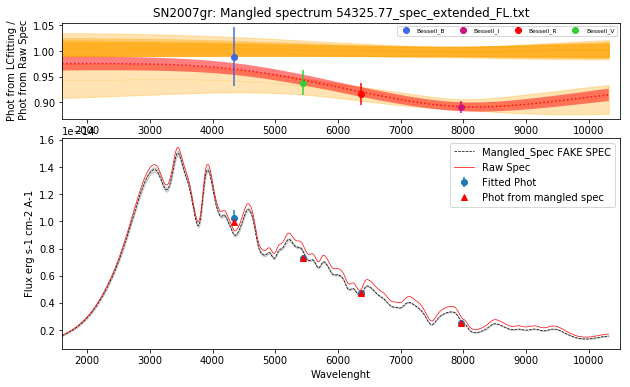 SN2007gr: Mangled spectrum 54325.77_spec_extended_FL.txt
Phot from LCfitting /
Phot from Raw Spec
1.05
1.00
0.95
0.90
Bessell_B
Bessell_I
Bessell_R
Bessell_V
2000 3000 4000 5000 6000 7000 8000 9000 10000
1e−14
Flux erg s-1 cm-2 A-1
1.6
1.4
1.2
1.0
0.8
0.6
0.4
0.2
Mangled_Spec FAKE SPEC
Raw Spec
Fitted Phot
Phot from mangled spec
2000 3000 4000 5000 6000 7000 8000 9000 10000
Wavelenght